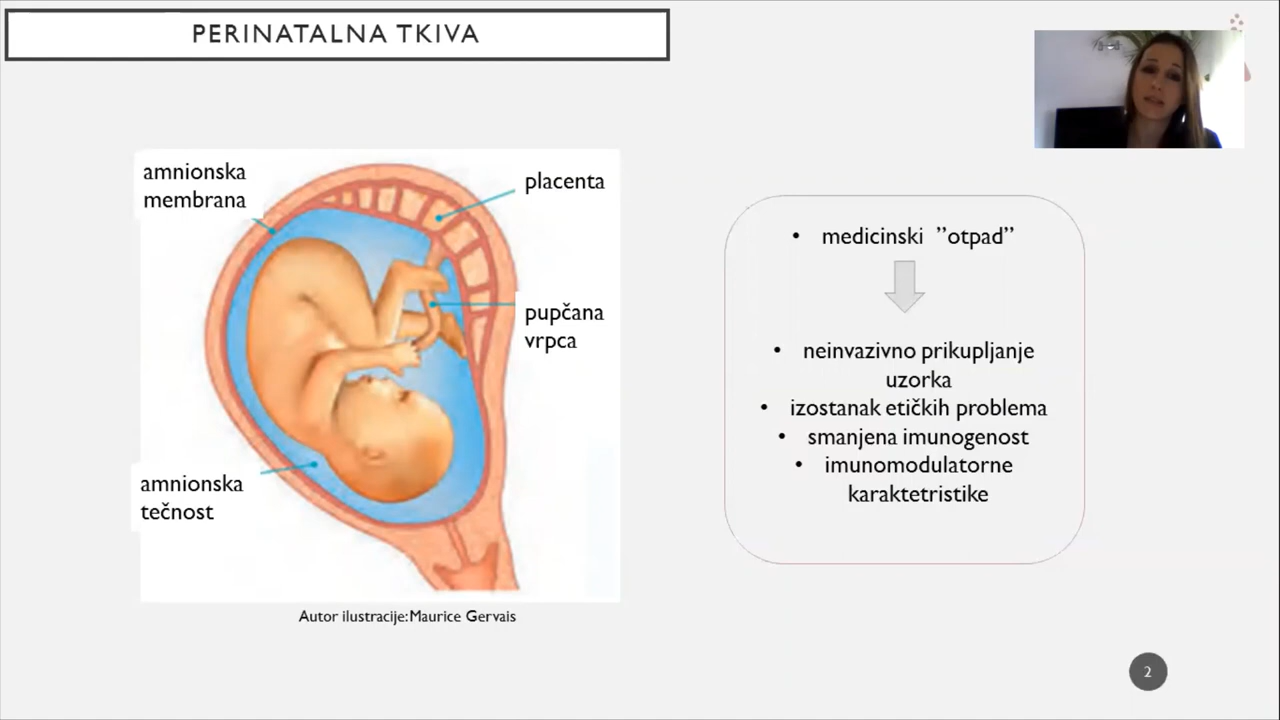 PERINATALNA TKIVA
amnionska
membrana
placenta
pupčana
vrpca
amnionska
tečnost
Autor ilustracije:Maurice Gervais
• medicinski ”otpad”
• neinvazivno prikupljanje
uzorka
• izostanak etičkih problema
• smanjena imunogenost
• imunomodulatorne
karaktetristike
2